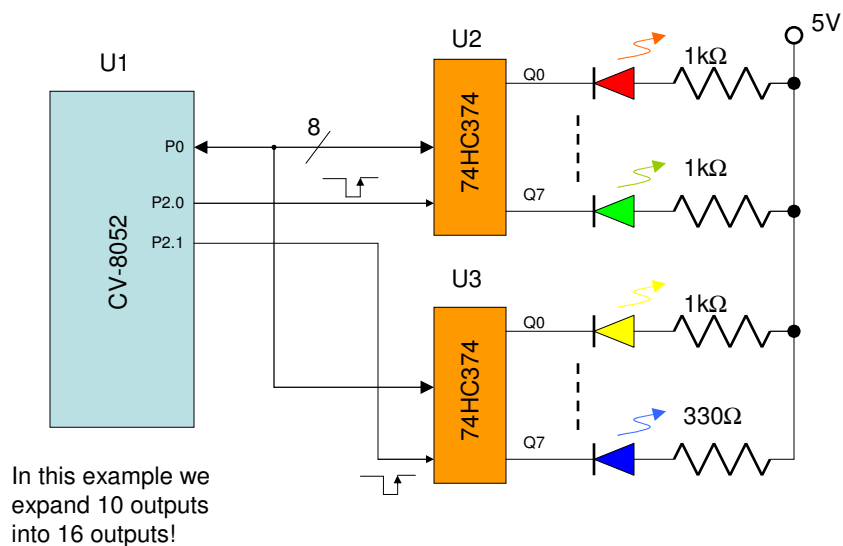 5V
U1
U2
1kΩ
CV-8052
P0
P2.0
P2.1
8
74HC374
Q0
Q7
1kΩ
U3
74HC374
Q0
Q7
1kΩ
330Ω
In this example we
expand 10 outputs
into 16 outputs!